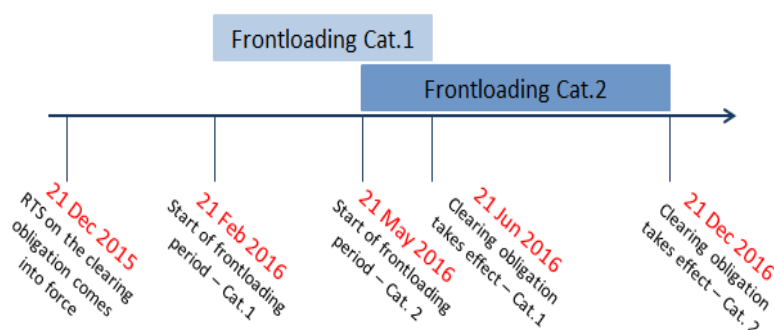 Frontloading Cat.1
Frontloading Cat.2
21 Dec 2015
RTS on the clearing
obligation comes
into force
21 Feb 2016
Start of frontloading
period – Cat.1
21 May 2016
Start of frontloading
period – Cat. 2
21 Jun 2016
Clearing obligation
takes effect – Cat. 1
21 Dec 2016
Clearing obligation
takes effect – Cat. 2